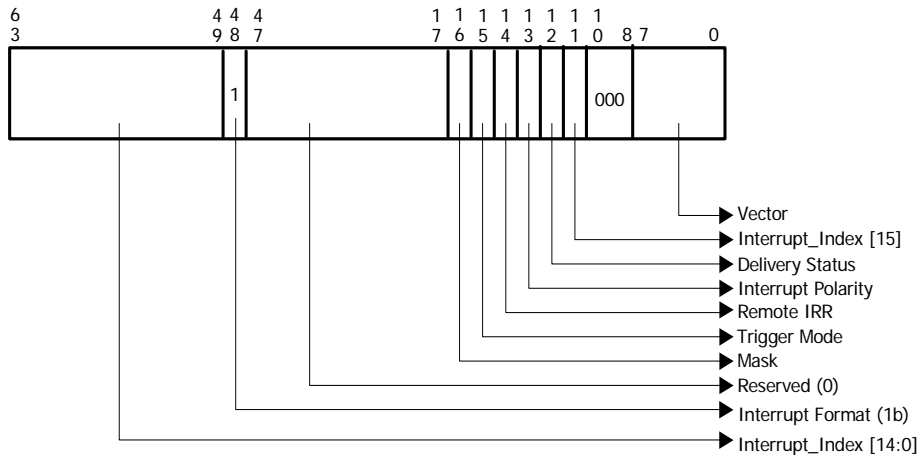 6 4 4 4 1 1 1 1 1 1 1 1
3 9 8 7 7 6 5 4 3 2 1 0 8 7 0
1 000
Vector
Interrupt_Index [15]
Delivery Status
Interrupt Polarity
Remote IRR
Trigger Mode
Mask
Reserved (0)
Interrupt Format (1b)
Interrupt_Index [14:0]